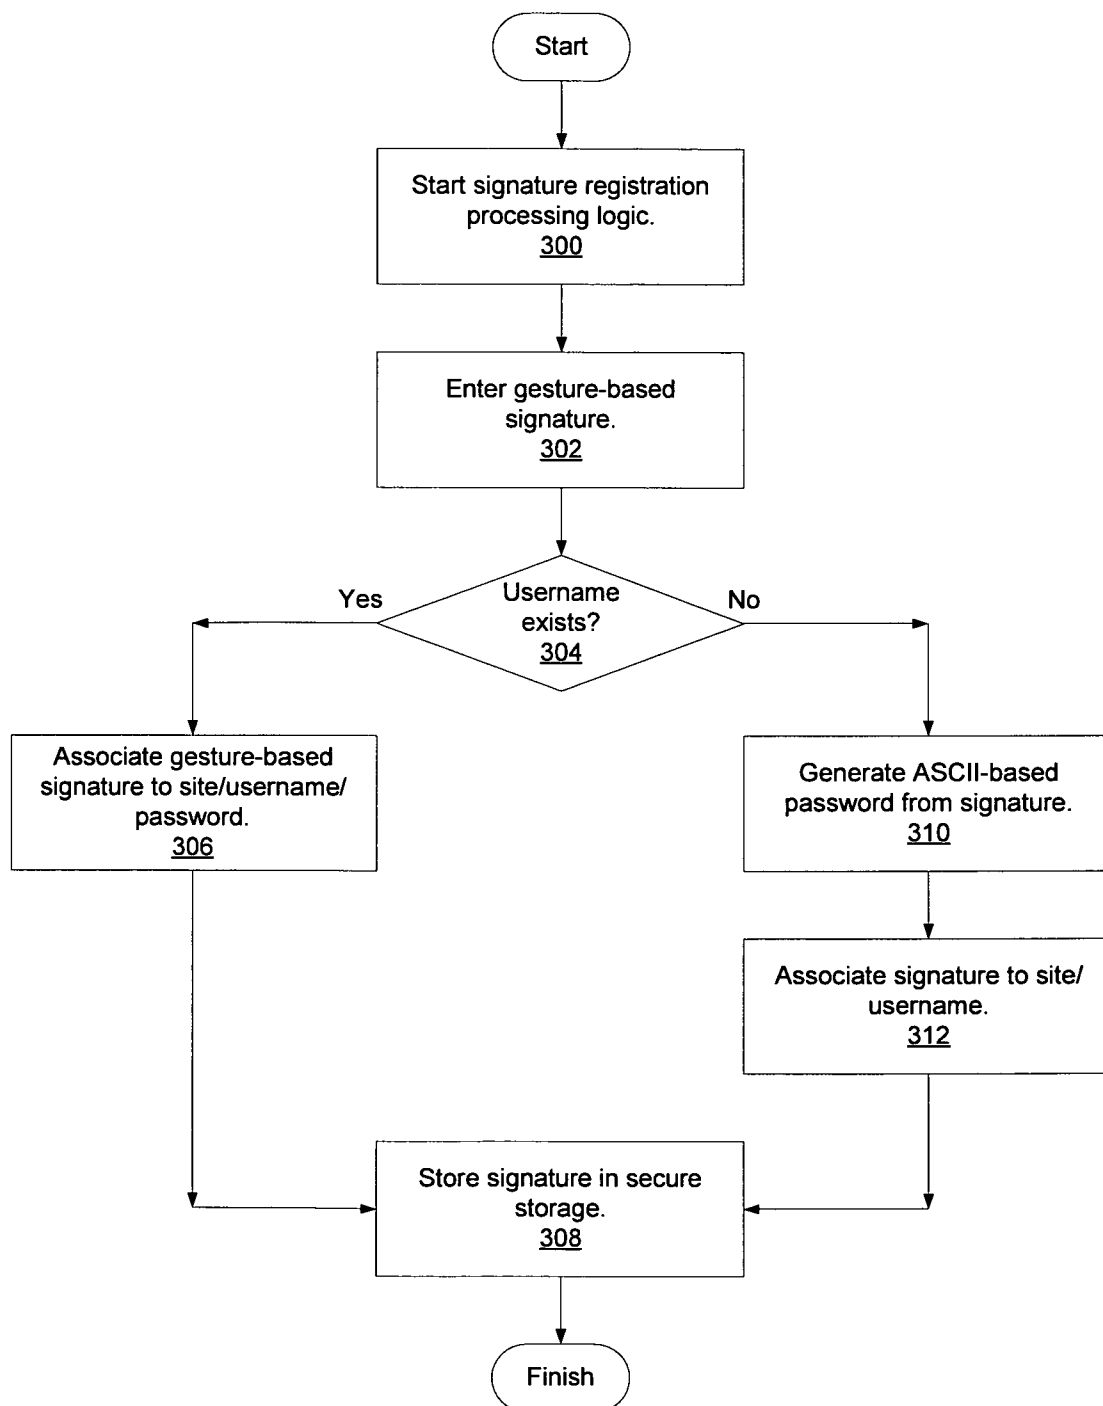 Start
Start signature registration
processing logic.
300
Enter gesture-based
signature.
302
Username
exists?
304
Yes
No
Associate gesture-based
signature to site/username/
password.
306
Generate ASCII-based
password from signature.
310
Associate signature to site/
username.
312
Store signature in secure
storage.
308
Finish